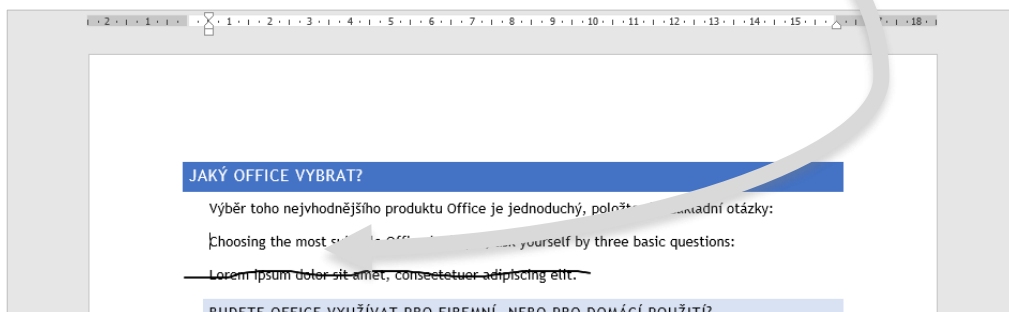 2 1 1 2 3 4 5 6 7 8 9 10 11 12 13 14 15 18
JAKÝ OFFICE VYBRAT?
Výběr toho nejvhodnějšího produktu Office je jednoduchý, základní otázky:
Choosing the most yourself by three basic questions:
Lorem ipsum dolor sit amet, consectetuer adipiscing elit.
BUDETE OFFICE VYUŽÍVAT PRO FIREMNÍ, NEBO PRO DOMÁCÍ POUŽITÍ?